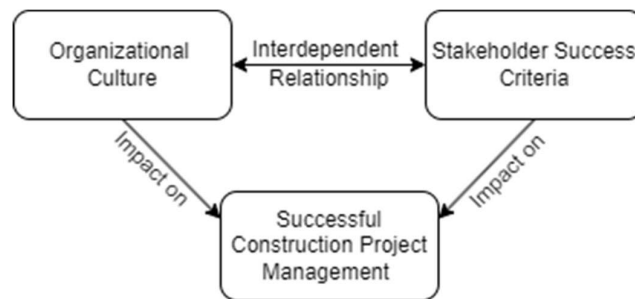 Organizational
Culture
Interdependent
Relationship
Stakeholder Success
Criteria
Impact on
Impact on
Successful
Construction Project
Management